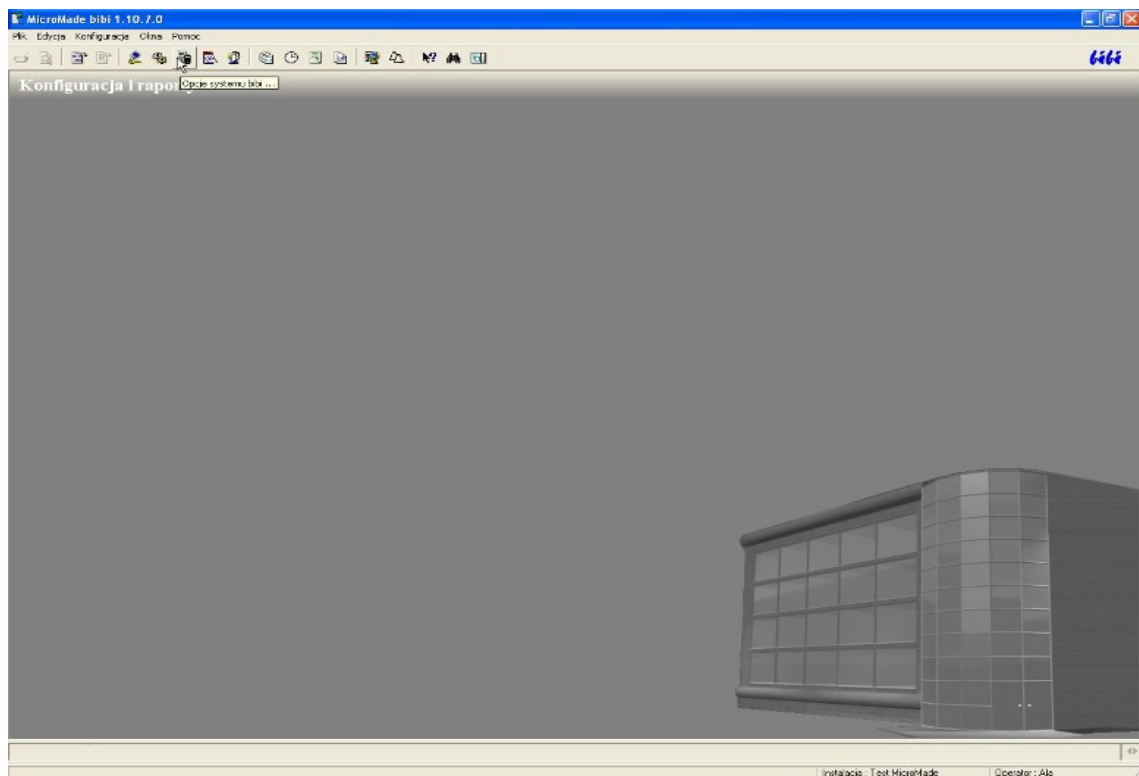 MicroMade bibi 1.10.7.0
Plik Edycja Konfiguracja Okna Pomoc
bibi
Opcje systemu bibi ...
Konfiguracja i rapo
Instalacja : Test MicroMade
Operator : Ala